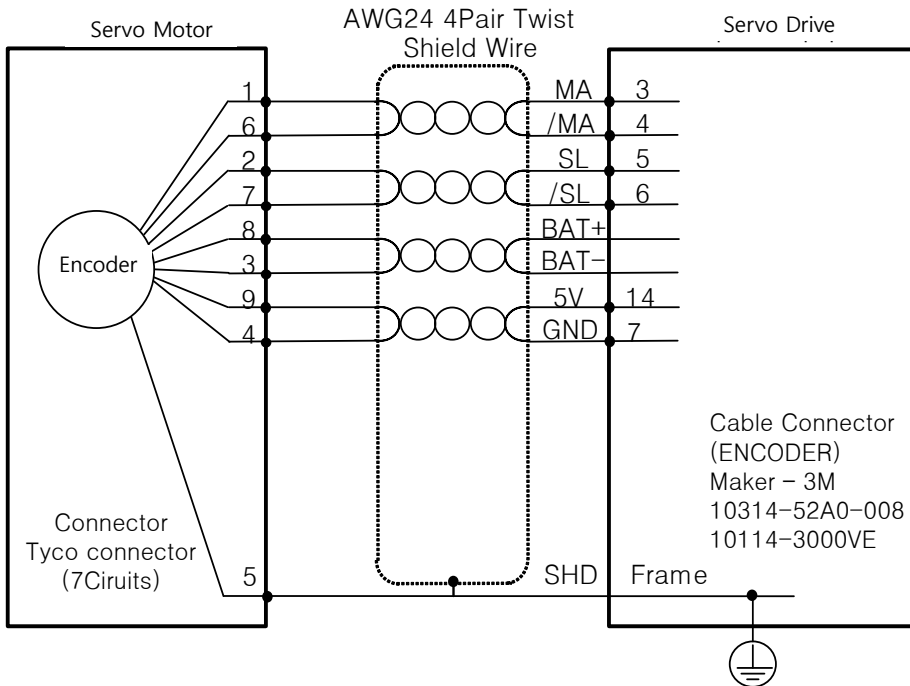 Servo Motor
AWG24 4Pair Twist
Shield Wire
Servo Drive
1
MA
3
6
/MA
4
2
SL
5
7
/SL
6
8
BAT+
3
BAT-
9
5V
14
4
GND
7
Encoder
Cable Connector
(ENCODER)
Maker - 3M
10314-52A0-008
10114-3000VE
Connector
Tyco connector
(7Ciruits)
5
SHD
Frame